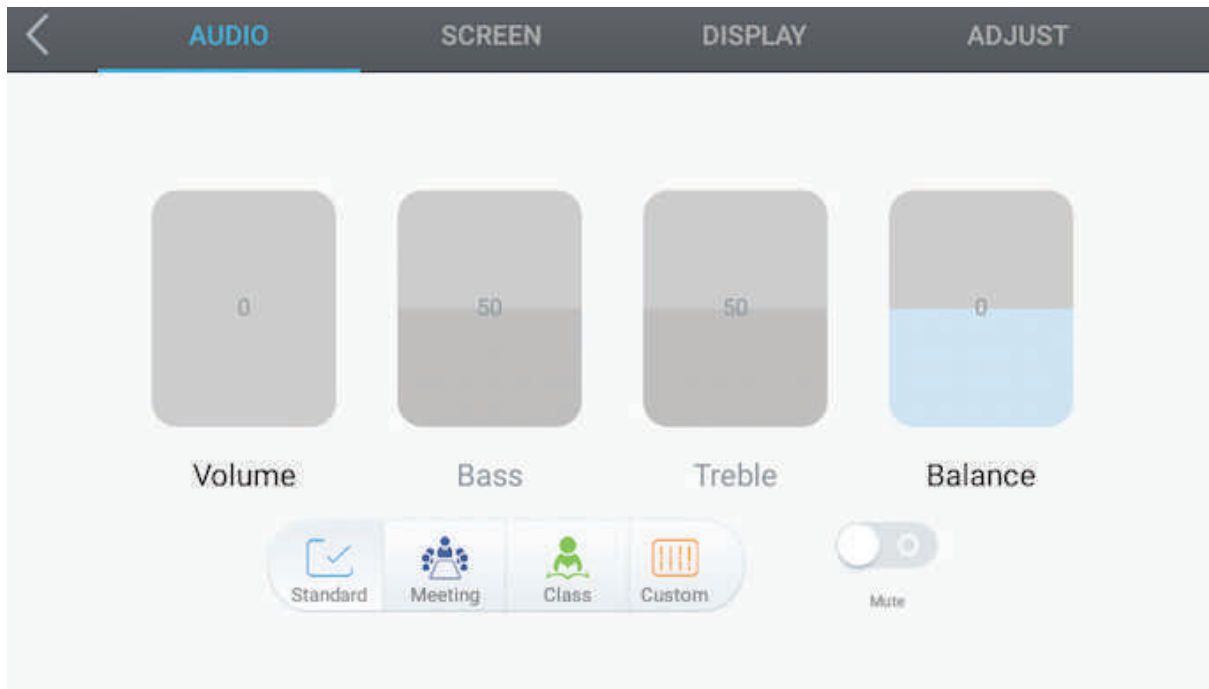 AUDIO SCREEN DISPLAY ADJUST
0 50 50 0
Volume Bass Treble Balance
Standard Meeting Class Custom
Mute